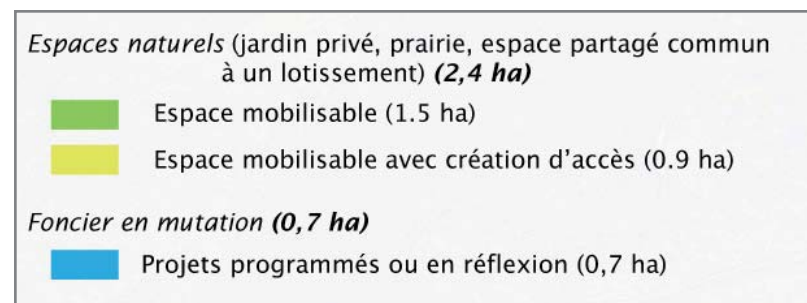 Espaces naturels (jardin privé, prairie, espace partagé commun
à un lotissement) (2,4 ha)
Espace mobilisable (1.5 ha)
Espace mobilisable avec création d'accès (0.9 ha)
Foncier en mutation (0,7 ha)
Projets programmés ou en réflexion (0,7 ha)